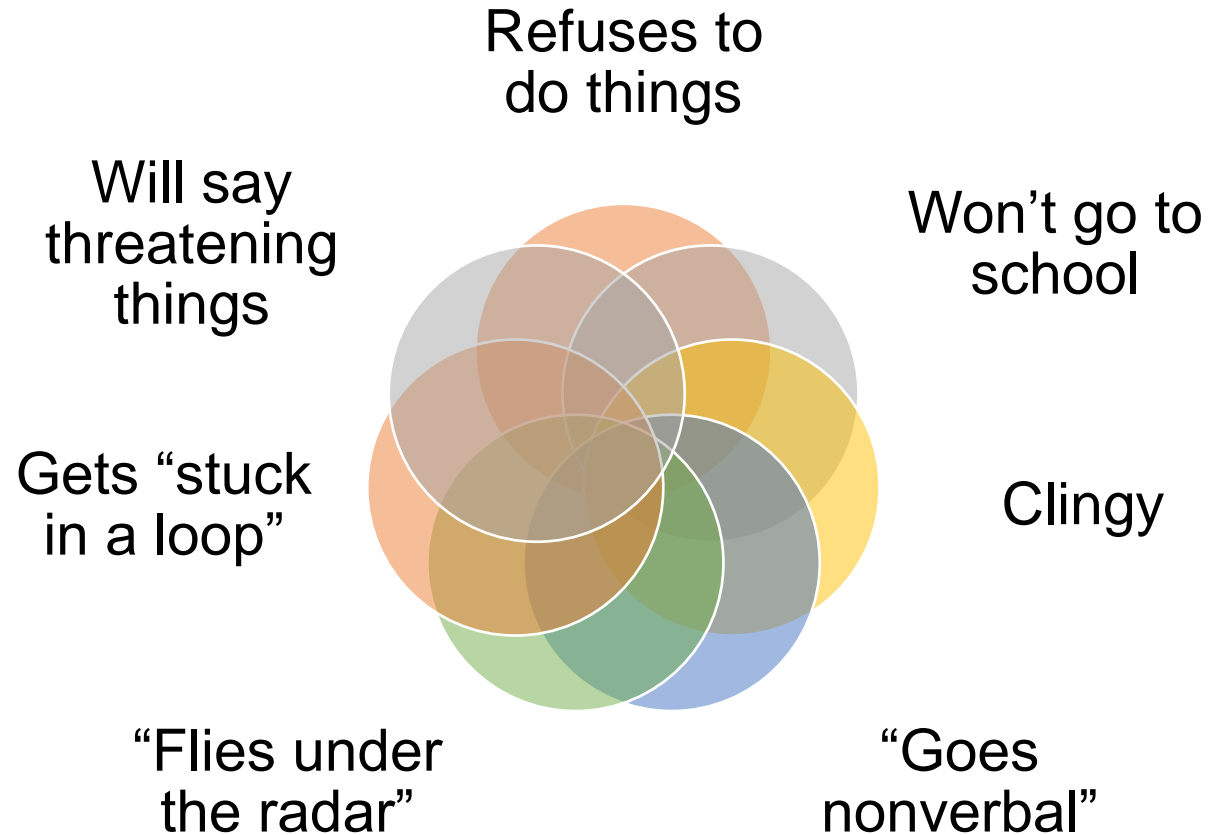 Refuses to
do things
Won’t go to
school
Clingy
“Goes
nonverbal”
“Flies under
the radar”
Gets “stuck
in a loop”
Will say
threatening
things